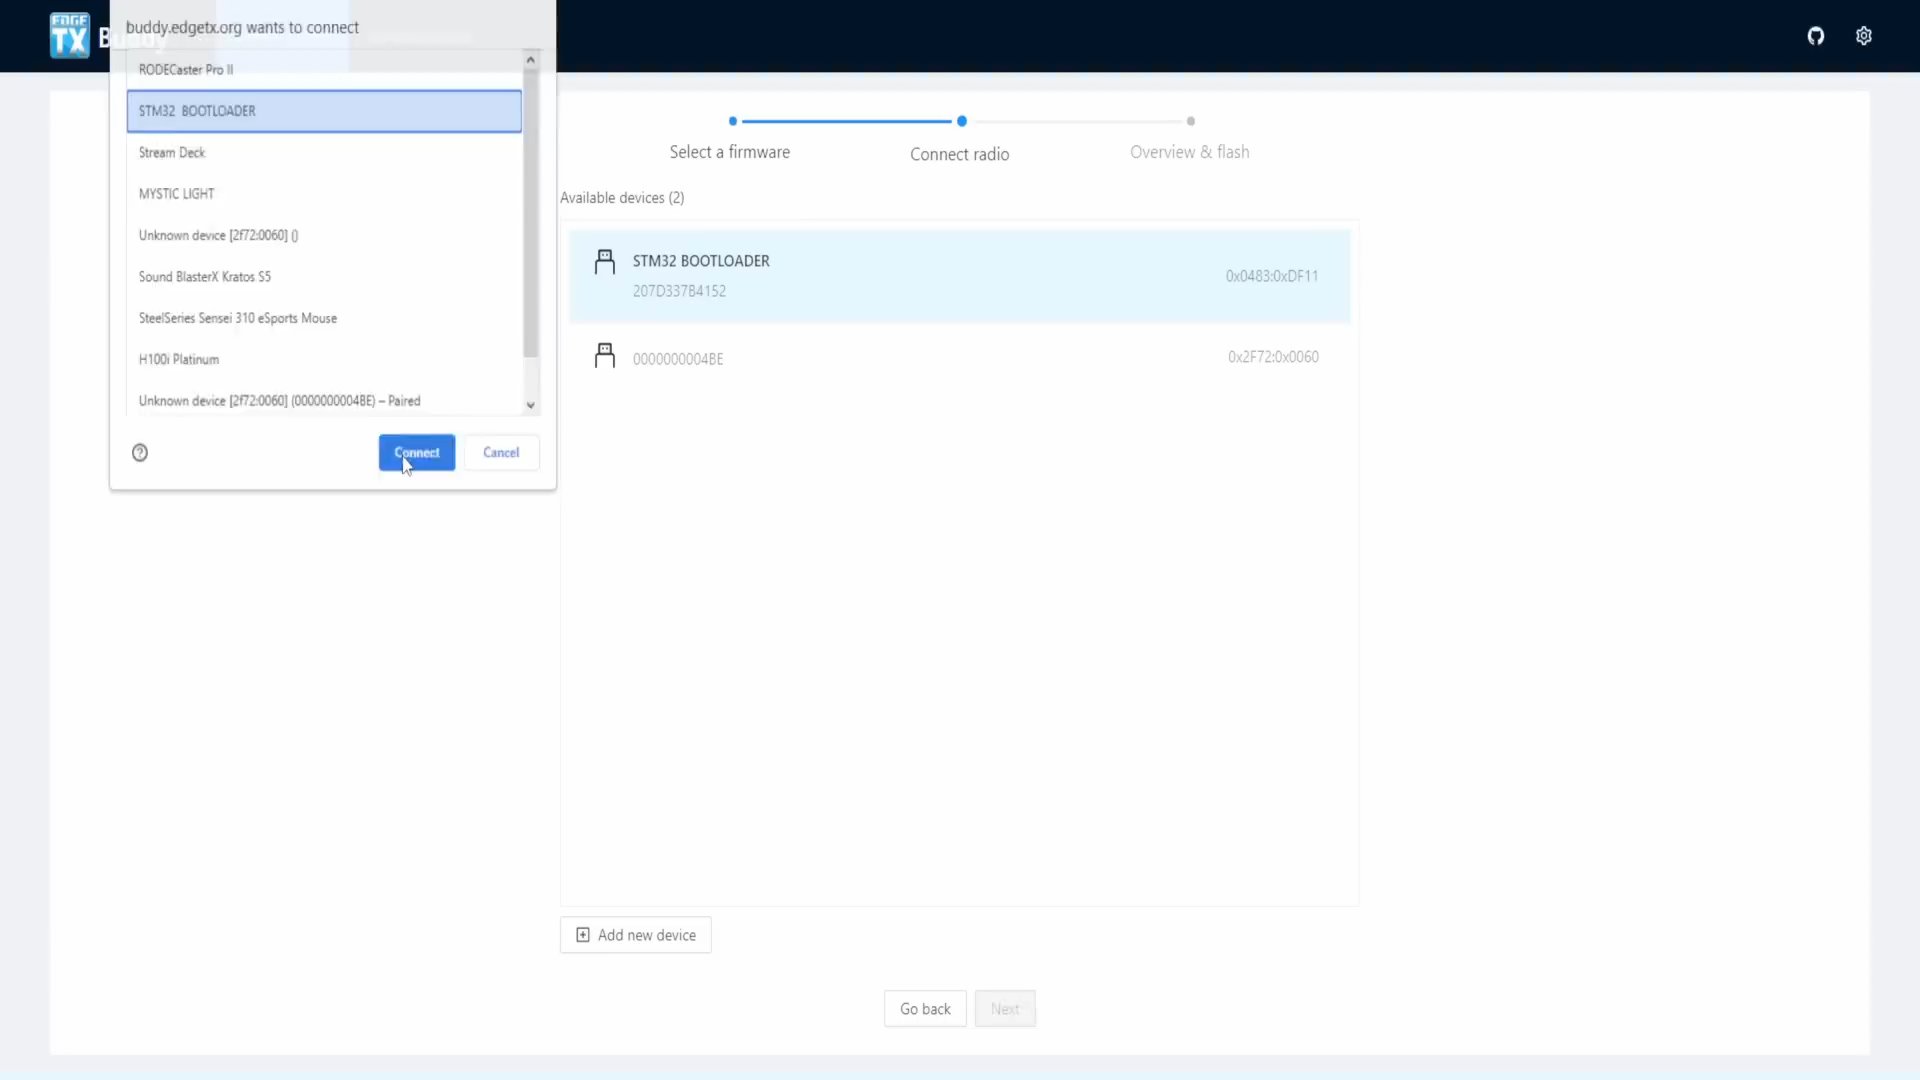 EDGE
TX
Buddy
buddy.edgetx.org wants to connect
RODECaster Pro II
STM32 BOOTLOADER
Stream Deck
MYSTIC LIGHT
Unknown device [2f72:0060] ()
Sound BlasterX Kratos S5
SteelSeries Sensei 310 eSports Mouse
H100i Platinum
Unknown device [2f72:0060] (0000000004BE) – Paired
Connect
Cancel
Select a firmware
Connect radio
Overview & flash
Available devices (2)
STM32 BOOTLOADER
207D337B4152
0x0483:0xDF11
0000000004BE
0x2F72:0x0060
Add new device
Go back
Next